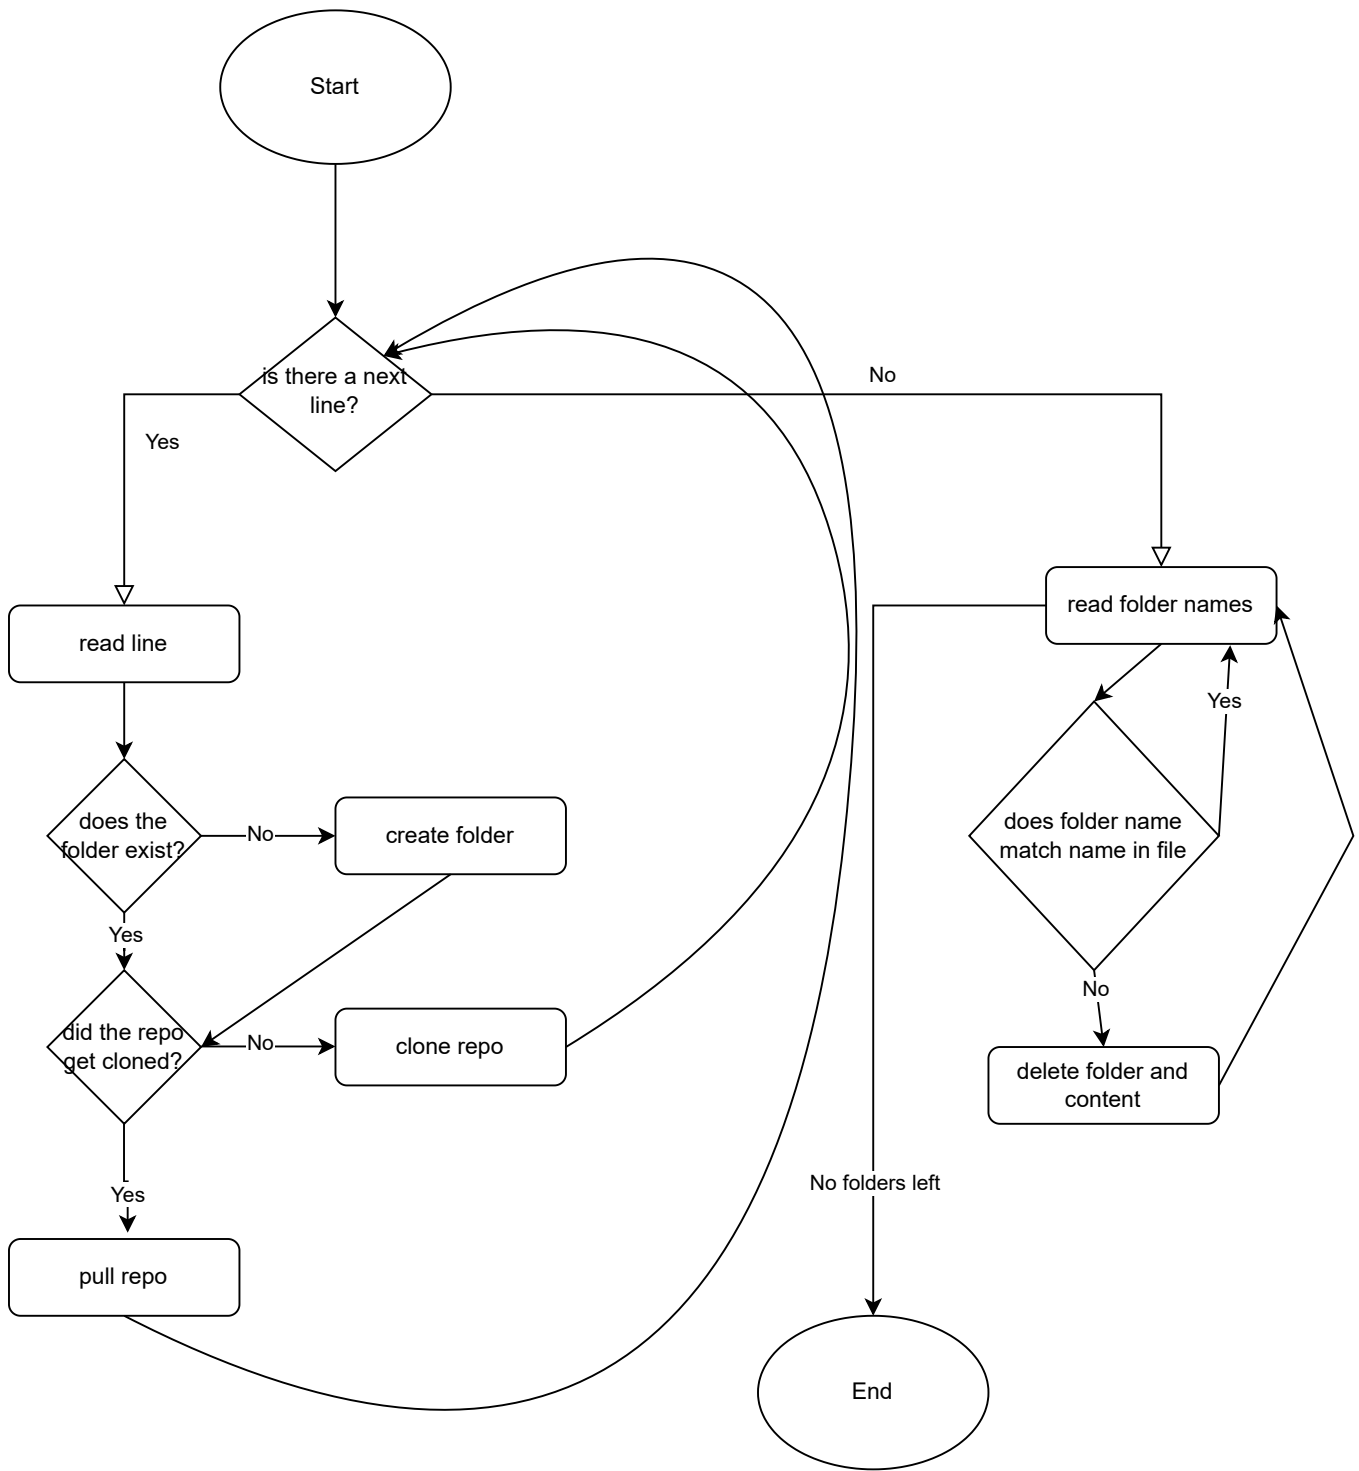 Start
is there a next
line?
No
Yes
read line
read folder names
Yes
does the
folder exist?
No
create folder
does folder name
match name in file
Yes
No
did the repo
get cloned?
No
clone repo
delete folder and
content
Yes
No folders left
pull repo
End